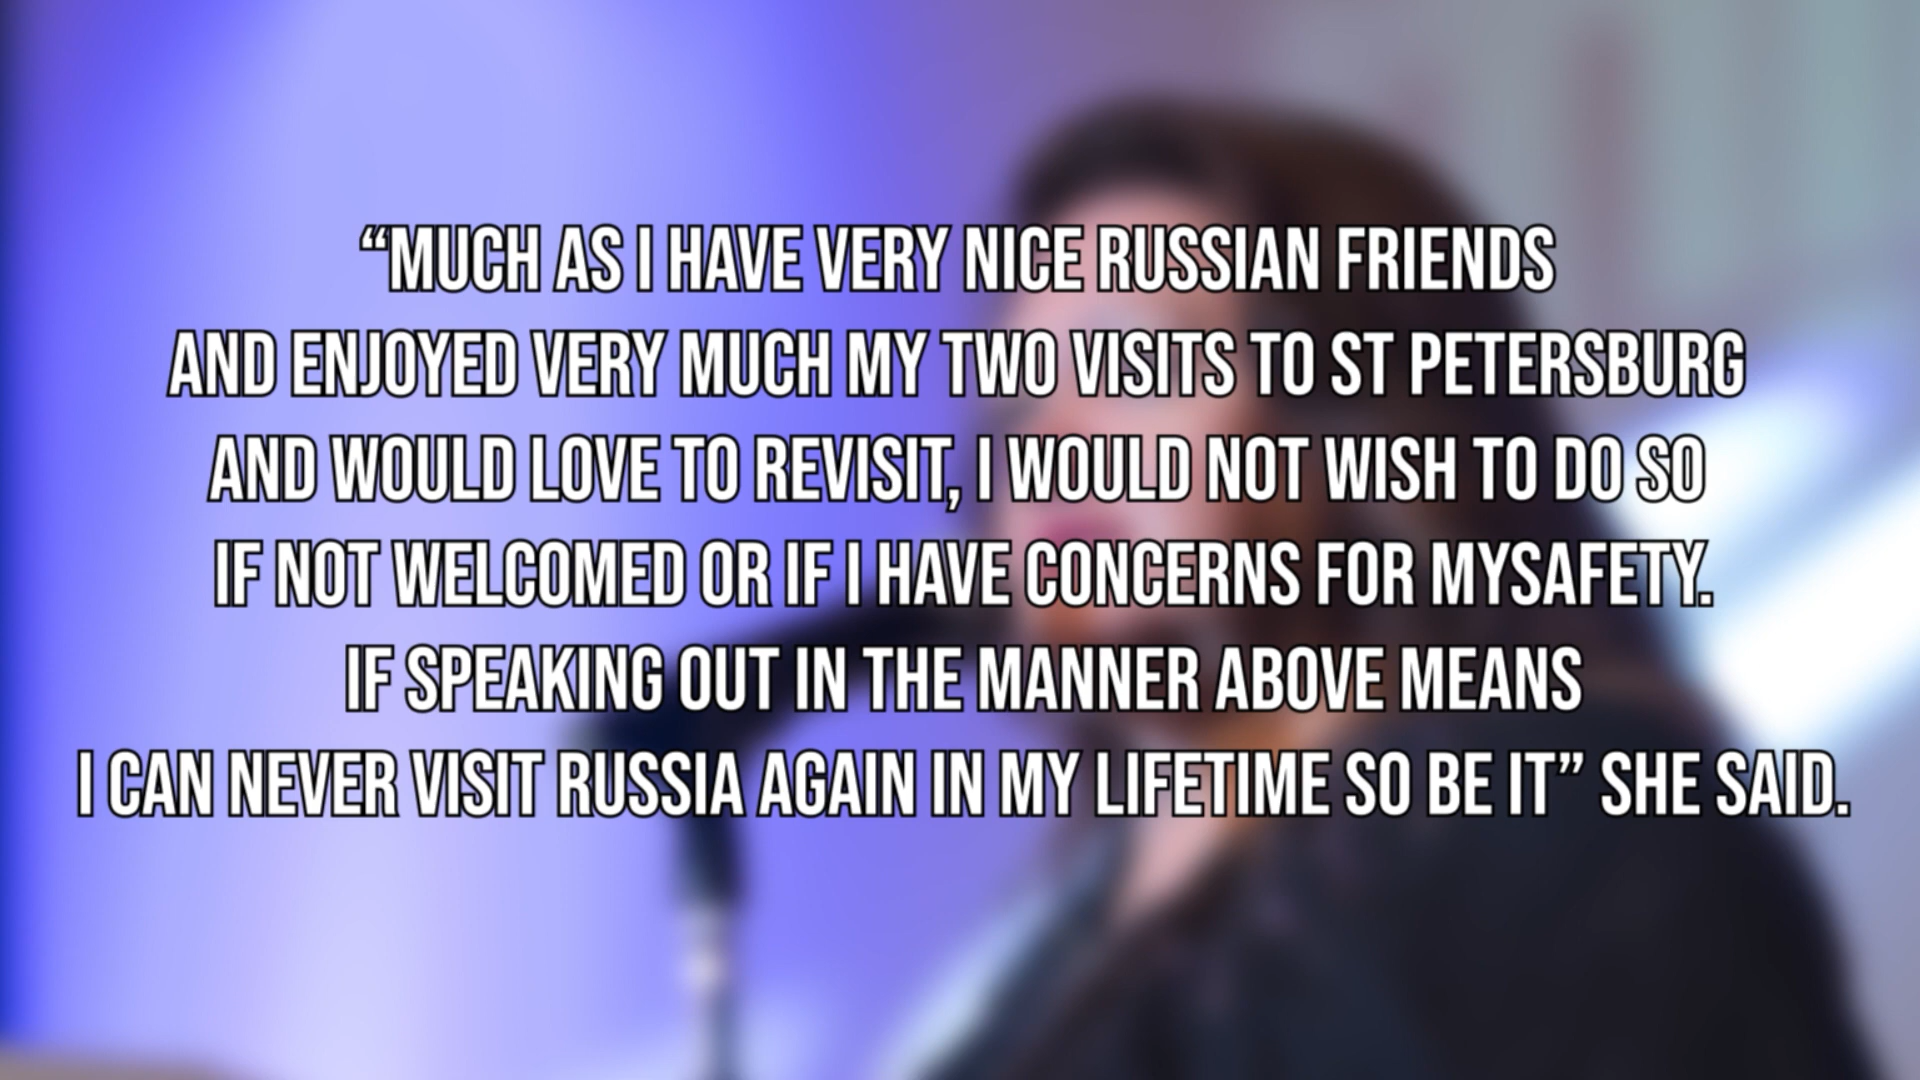 “MUCH AS I HAVE VERY NICE RUSSIAN FRIENDS
AND ENJOYED VERY MUCH MY TWO VISITS TO ST PETERSBURG
AND WOULD LOVE TO REVISIT, I WOULD NOT WISH TO DO SO
IF NOT WELCOMED OR IF I HAVE CONCERNS FOR MYSAFETY.
IF SPEAKING OUT IN THE MANNER ABOVE MEANS
I CAN NEVER VISIT RUSSIA AGAIN IN MY LIFETIME SO BE IT” SHE SAID.